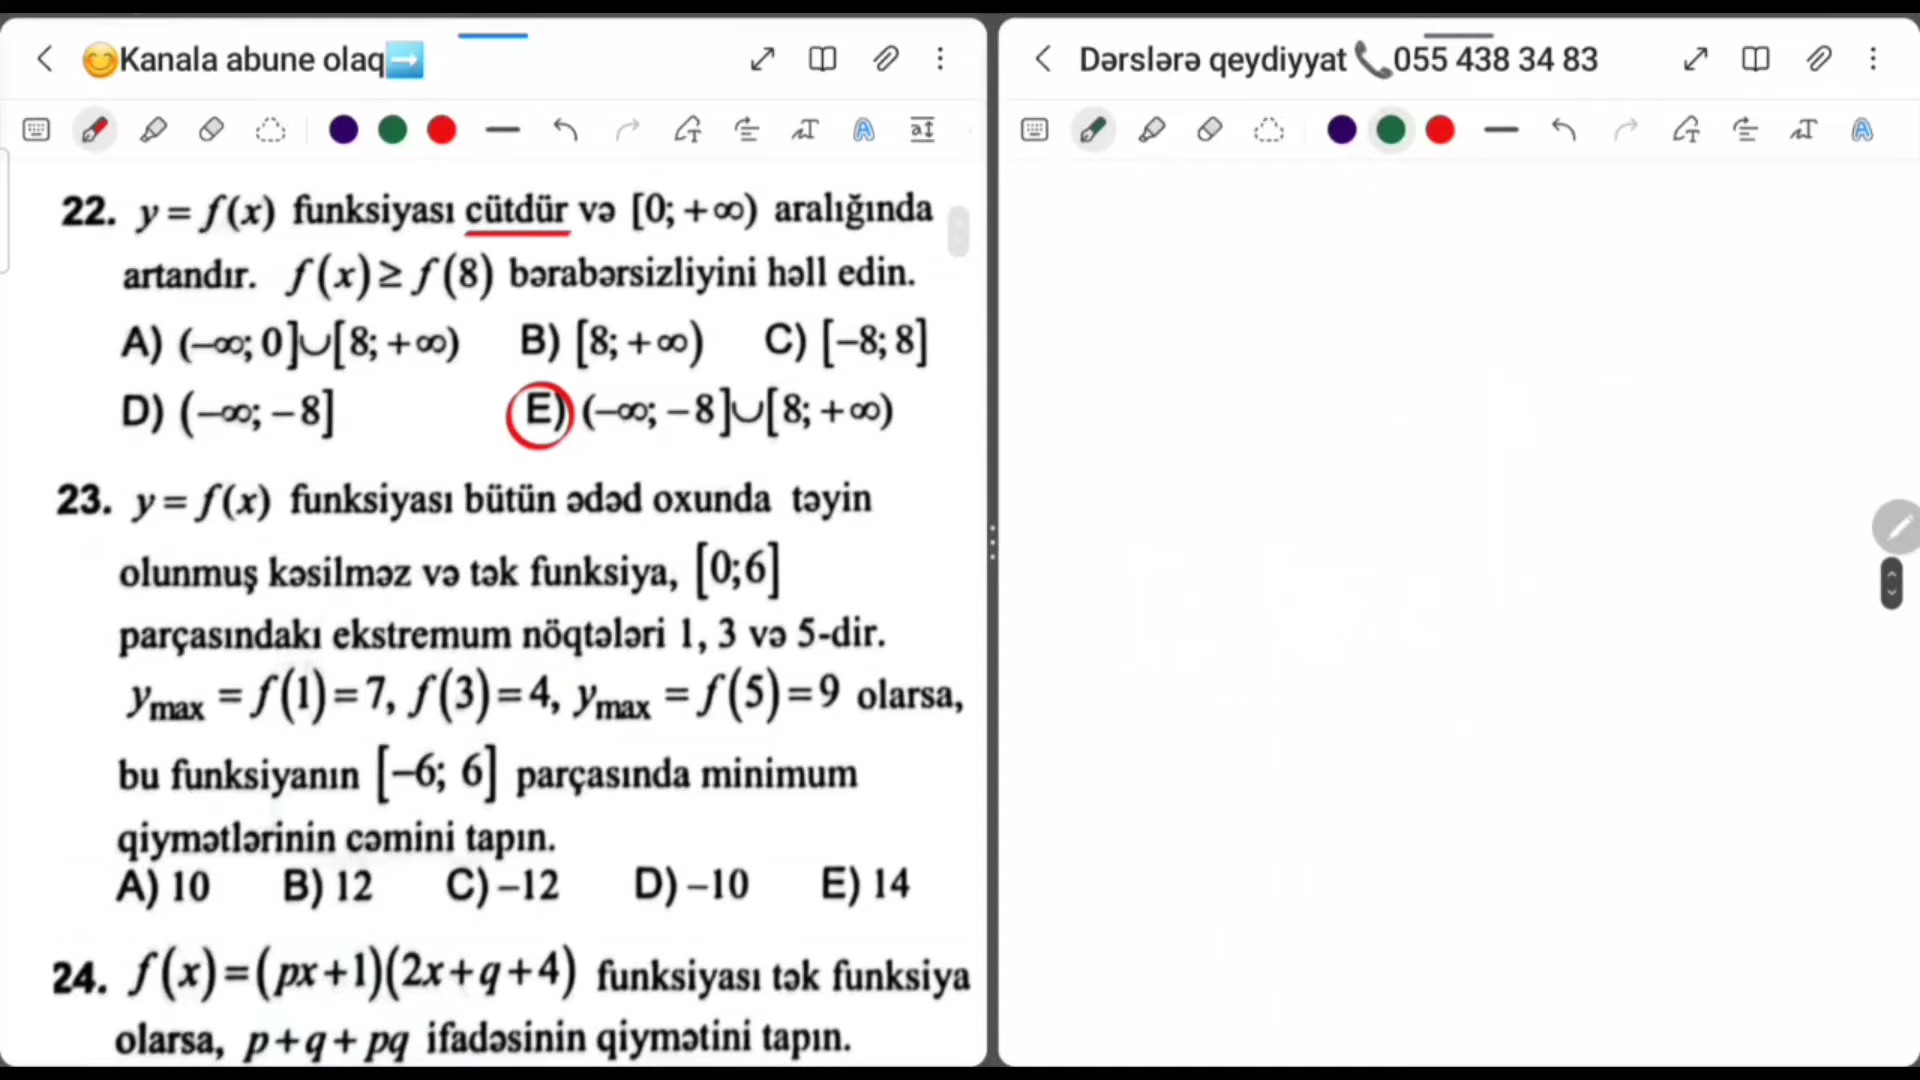 😊Kanala abune olaq➡️
Dərslərə qeydiyyat 📞055 438 34 83
22. y = f(x) funksiyası cütdür və [0; +∞) aralığında
artandır. f(x) ≥ f(8) bərabərsizliyini həll edin.
A) (−∞; 0]∪[8; +∞) B) [8; +∞) C) [−8; 8]
D) (−∞; −8] E) (−∞; −8]∪[8; +∞)
23. y = f(x) funksiyası bütün ədəd oxunda təyin
olunmuş kəsilməz və tək funksiya, [0;6]
parçasındakı ekstremum nöqtələri 1, 3 və 5-dir.
y_max = f(1) = 7, f(3) = 4, y_max = f(5) = 9 olarsa,
bu funksiyanın [−6; 6] parçasında minimum
qiymətlərinin cəmini tapın.
A) 10 B) 12 C) −12 D) −10 E) 14
24. f(x) = (px+1)(2x+q+4) funksiyası tək funksiya
olarsa, p+q+pq ifadəsinin qiymətini tapın.